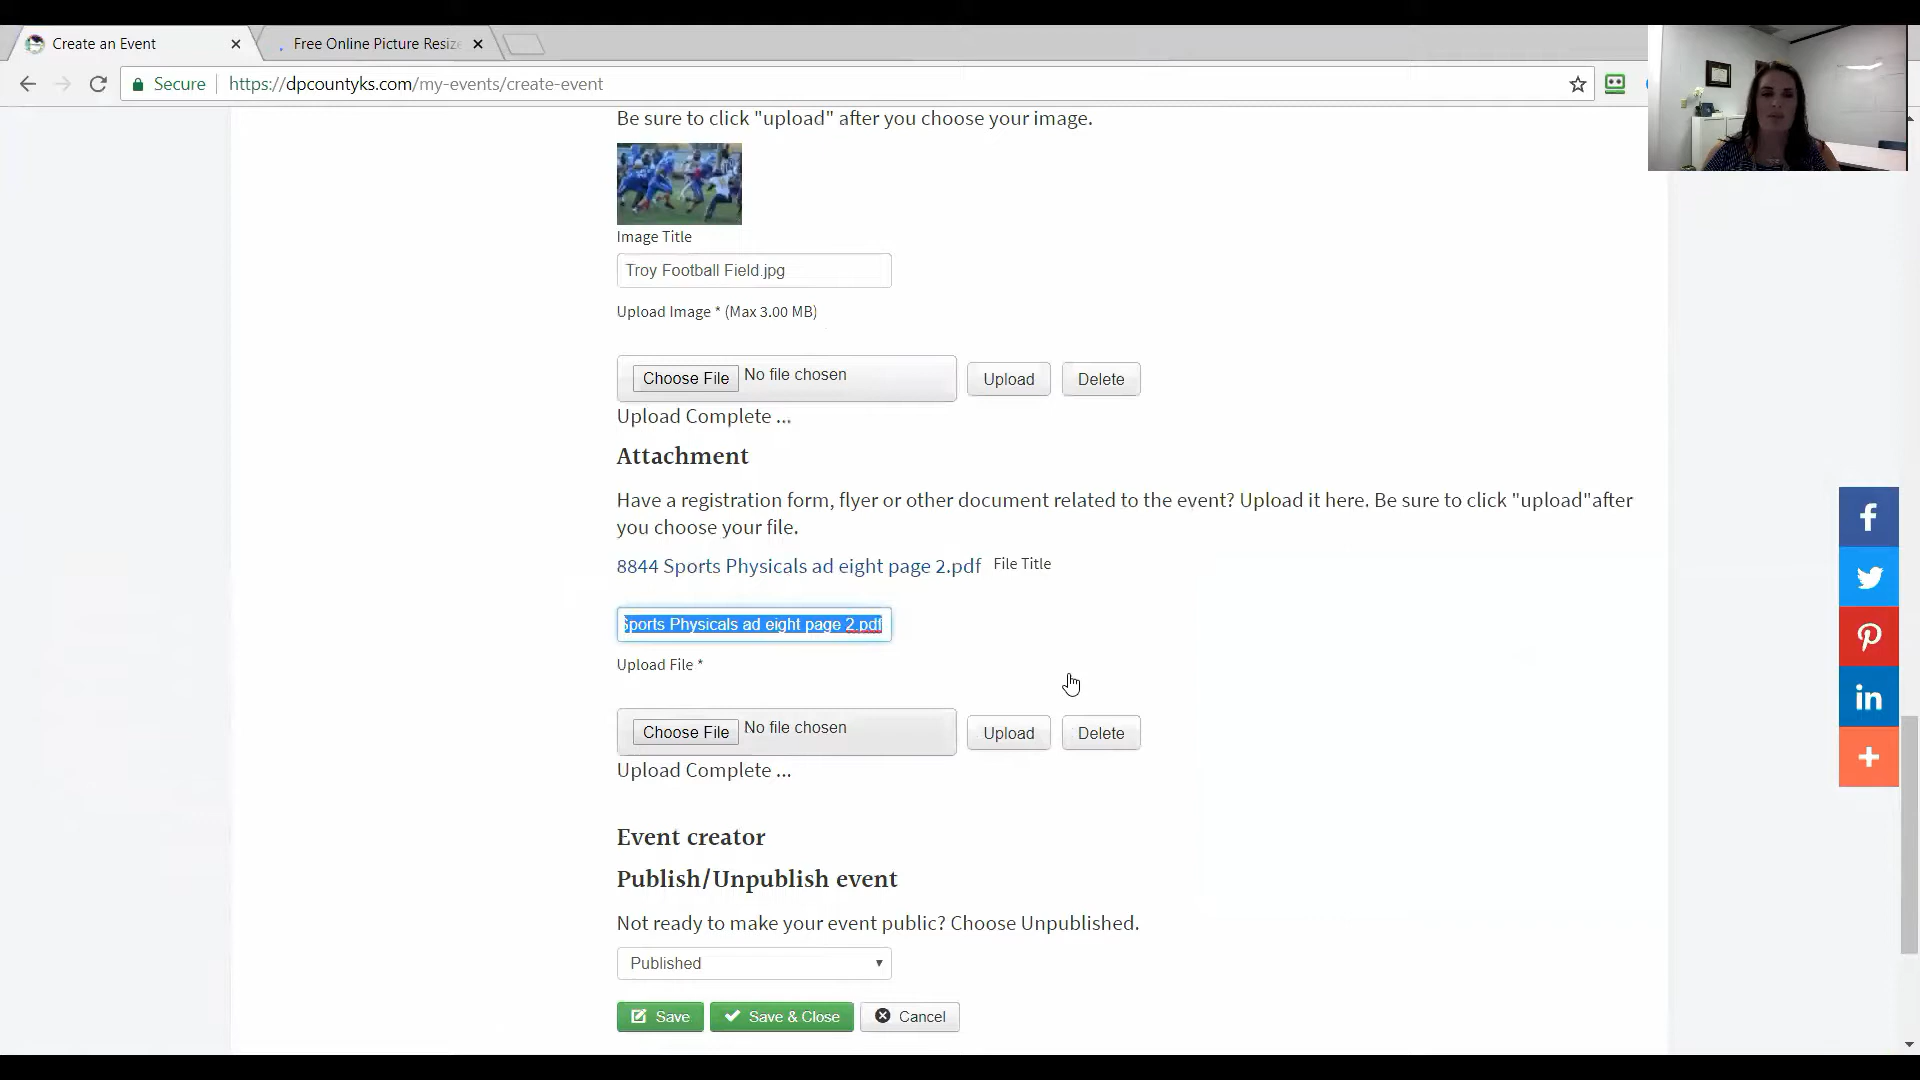 Create an Event
Free Online Picture Resize
Secure
https://dpcountyks.com/my-events/create-event
Be sure to click "upload" after you choose your image.
Image Title
Troy Football Field.jpg
Upload Image * (Max 3.00 MB)
Choose File No file chosen Upload Delete
Upload Complete ...
Attachment
Have a registration form, flyer or other document related to the event? Upload it here. Be sure to click "upload"after
you choose your file.
8844 Sports Physicals ad eight page 2.pdf File Title
Sports Physicals ad eight page 2.pdf
Upload File *
Choose File No file chosen Upload Delete
Upload Complete ...
Event creator
Publish/Unpublish event
Not ready to make your event public? Choose Unpublished.
Published
Save Save & Close Cancel